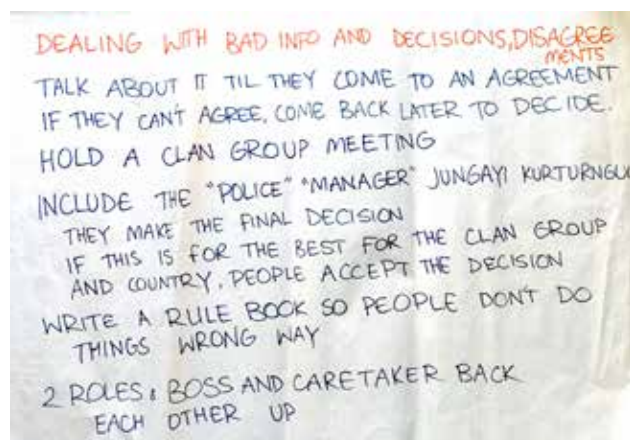 DEALING WITH BAD INFO AND DECISIONS, DISAGREE
MENTS
TALK ABOUT IT TIL THEY COME TO AN AGREEMENT
IF THEY CAN'T AGREE, COME BACK LATER TO DECIDE.
HOLD A CLAN GROUP MEETING
INCLUDE THE "POLICE" "MANAGER" JUNGAYI KURTURNGU
THEY MAKE THE FINAL DECISION
IF THIS IS FOR THE BEST FOR THE CLAN GROUP
AND COUNTRY, PEOPLE ACCEPT THE DECISION
WRITE A RULE BOOK SO PEOPLE DON'T DO
THINGS WRONG WAY
2 ROLES, BOSS AND CARETAKER BACK
EACH OTHER UP